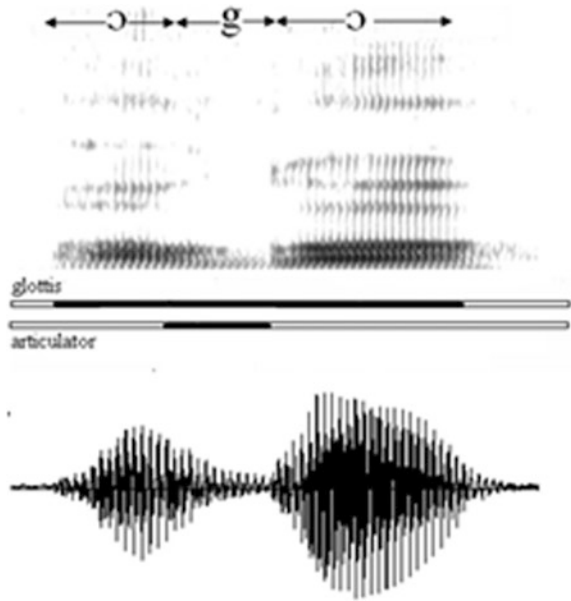 ɔ g ɔ
glottis
articulator